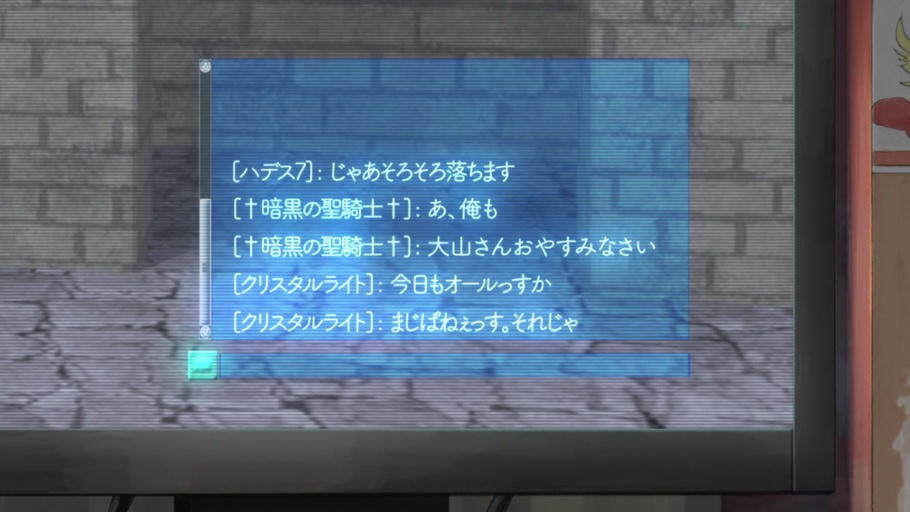 [ハデス7]: じゃあそろそろ落ちます
[†暗黒の聖騎士†]: あ、俺も
[†暗黒の聖騎士†]: 大山さんおやすみなさい
[クリスタルライト]: 今日もオールっすか
[クリスタルライト]: まじぱねぇっす。それじゃ